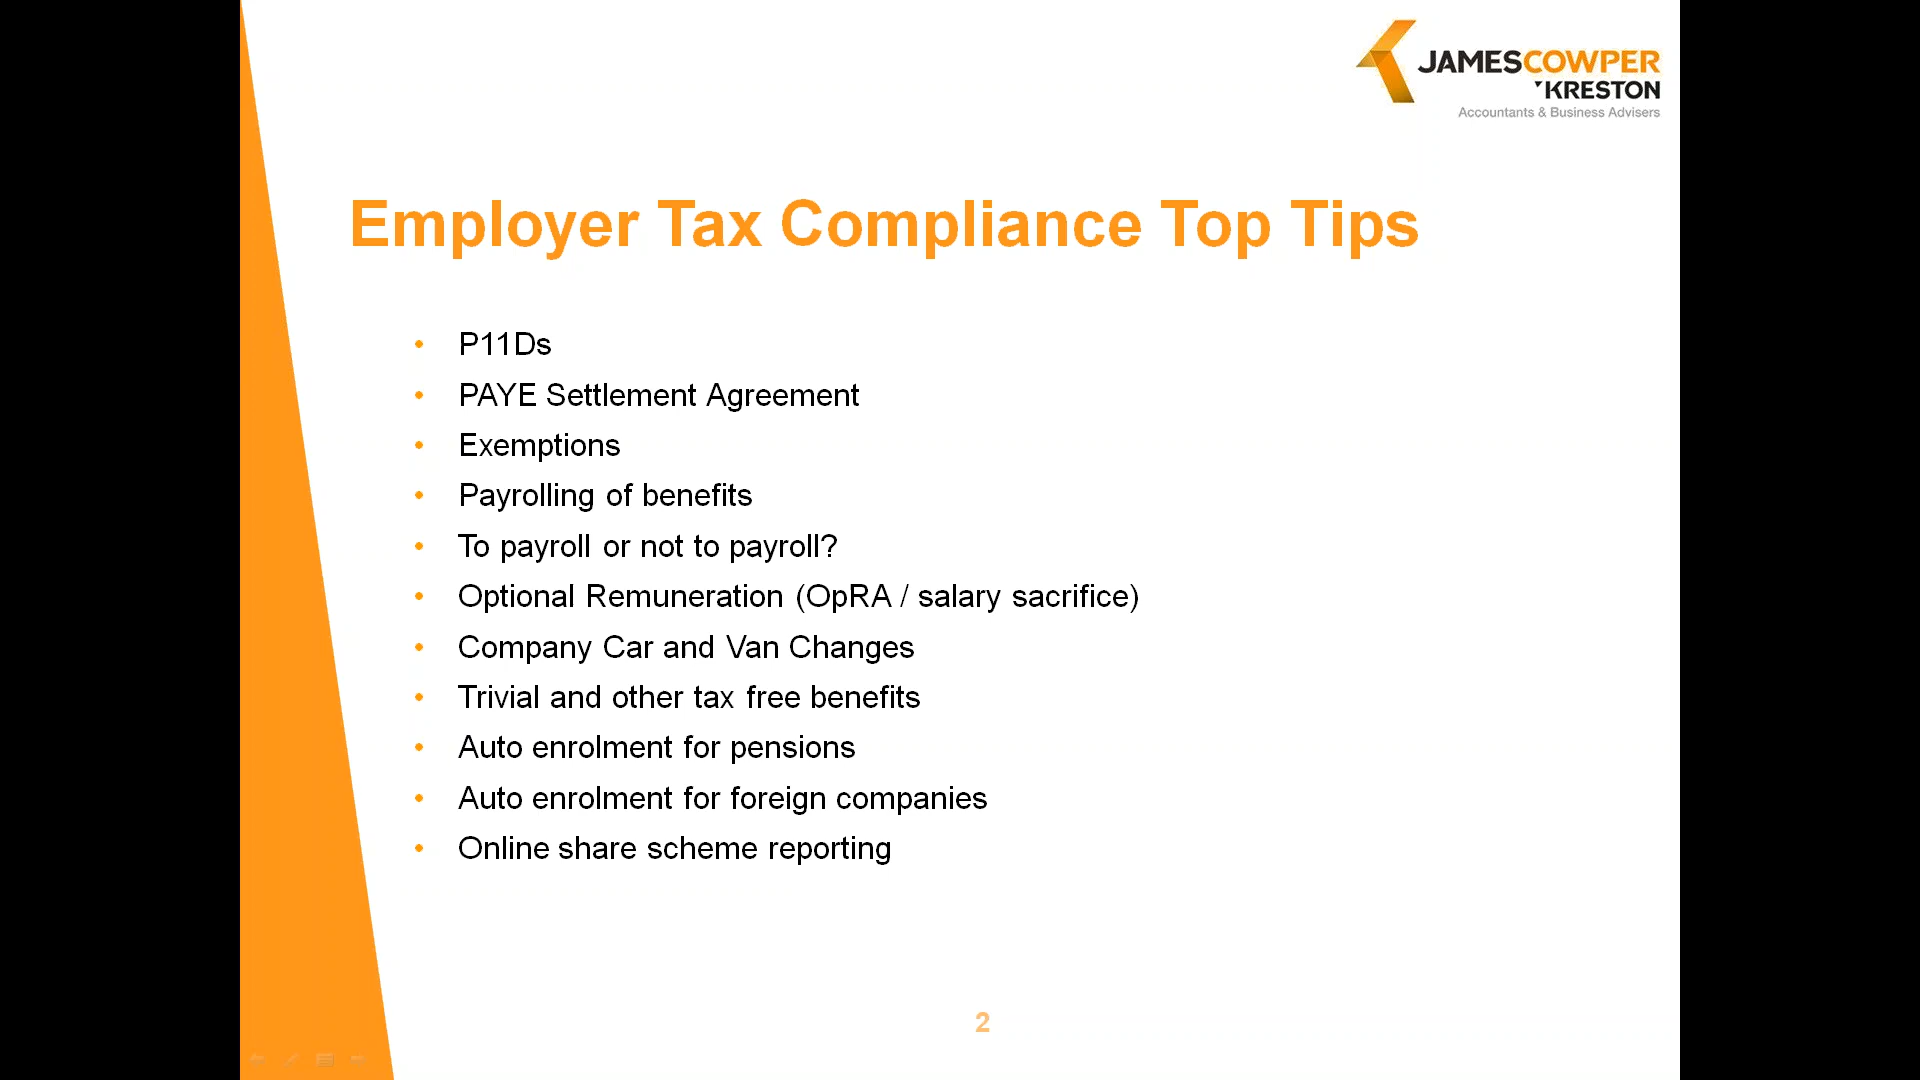 JAMESCOWPER
KRESTON
Accountants & Business Advisers
Employer Tax Compliance Top Tips
• P11Ds
• PAYE Settlement Agreement
• Exemptions
• Payrolling of benefits
• To payroll or not to payroll?
• Optional Remuneration (OpRA / salary sacrifice)
• Company Car and Van Changes
• Trivial and other tax free benefits
• Auto enrolment for pensions
• Auto enrolment for foreign companies
• Online share scheme reporting
2